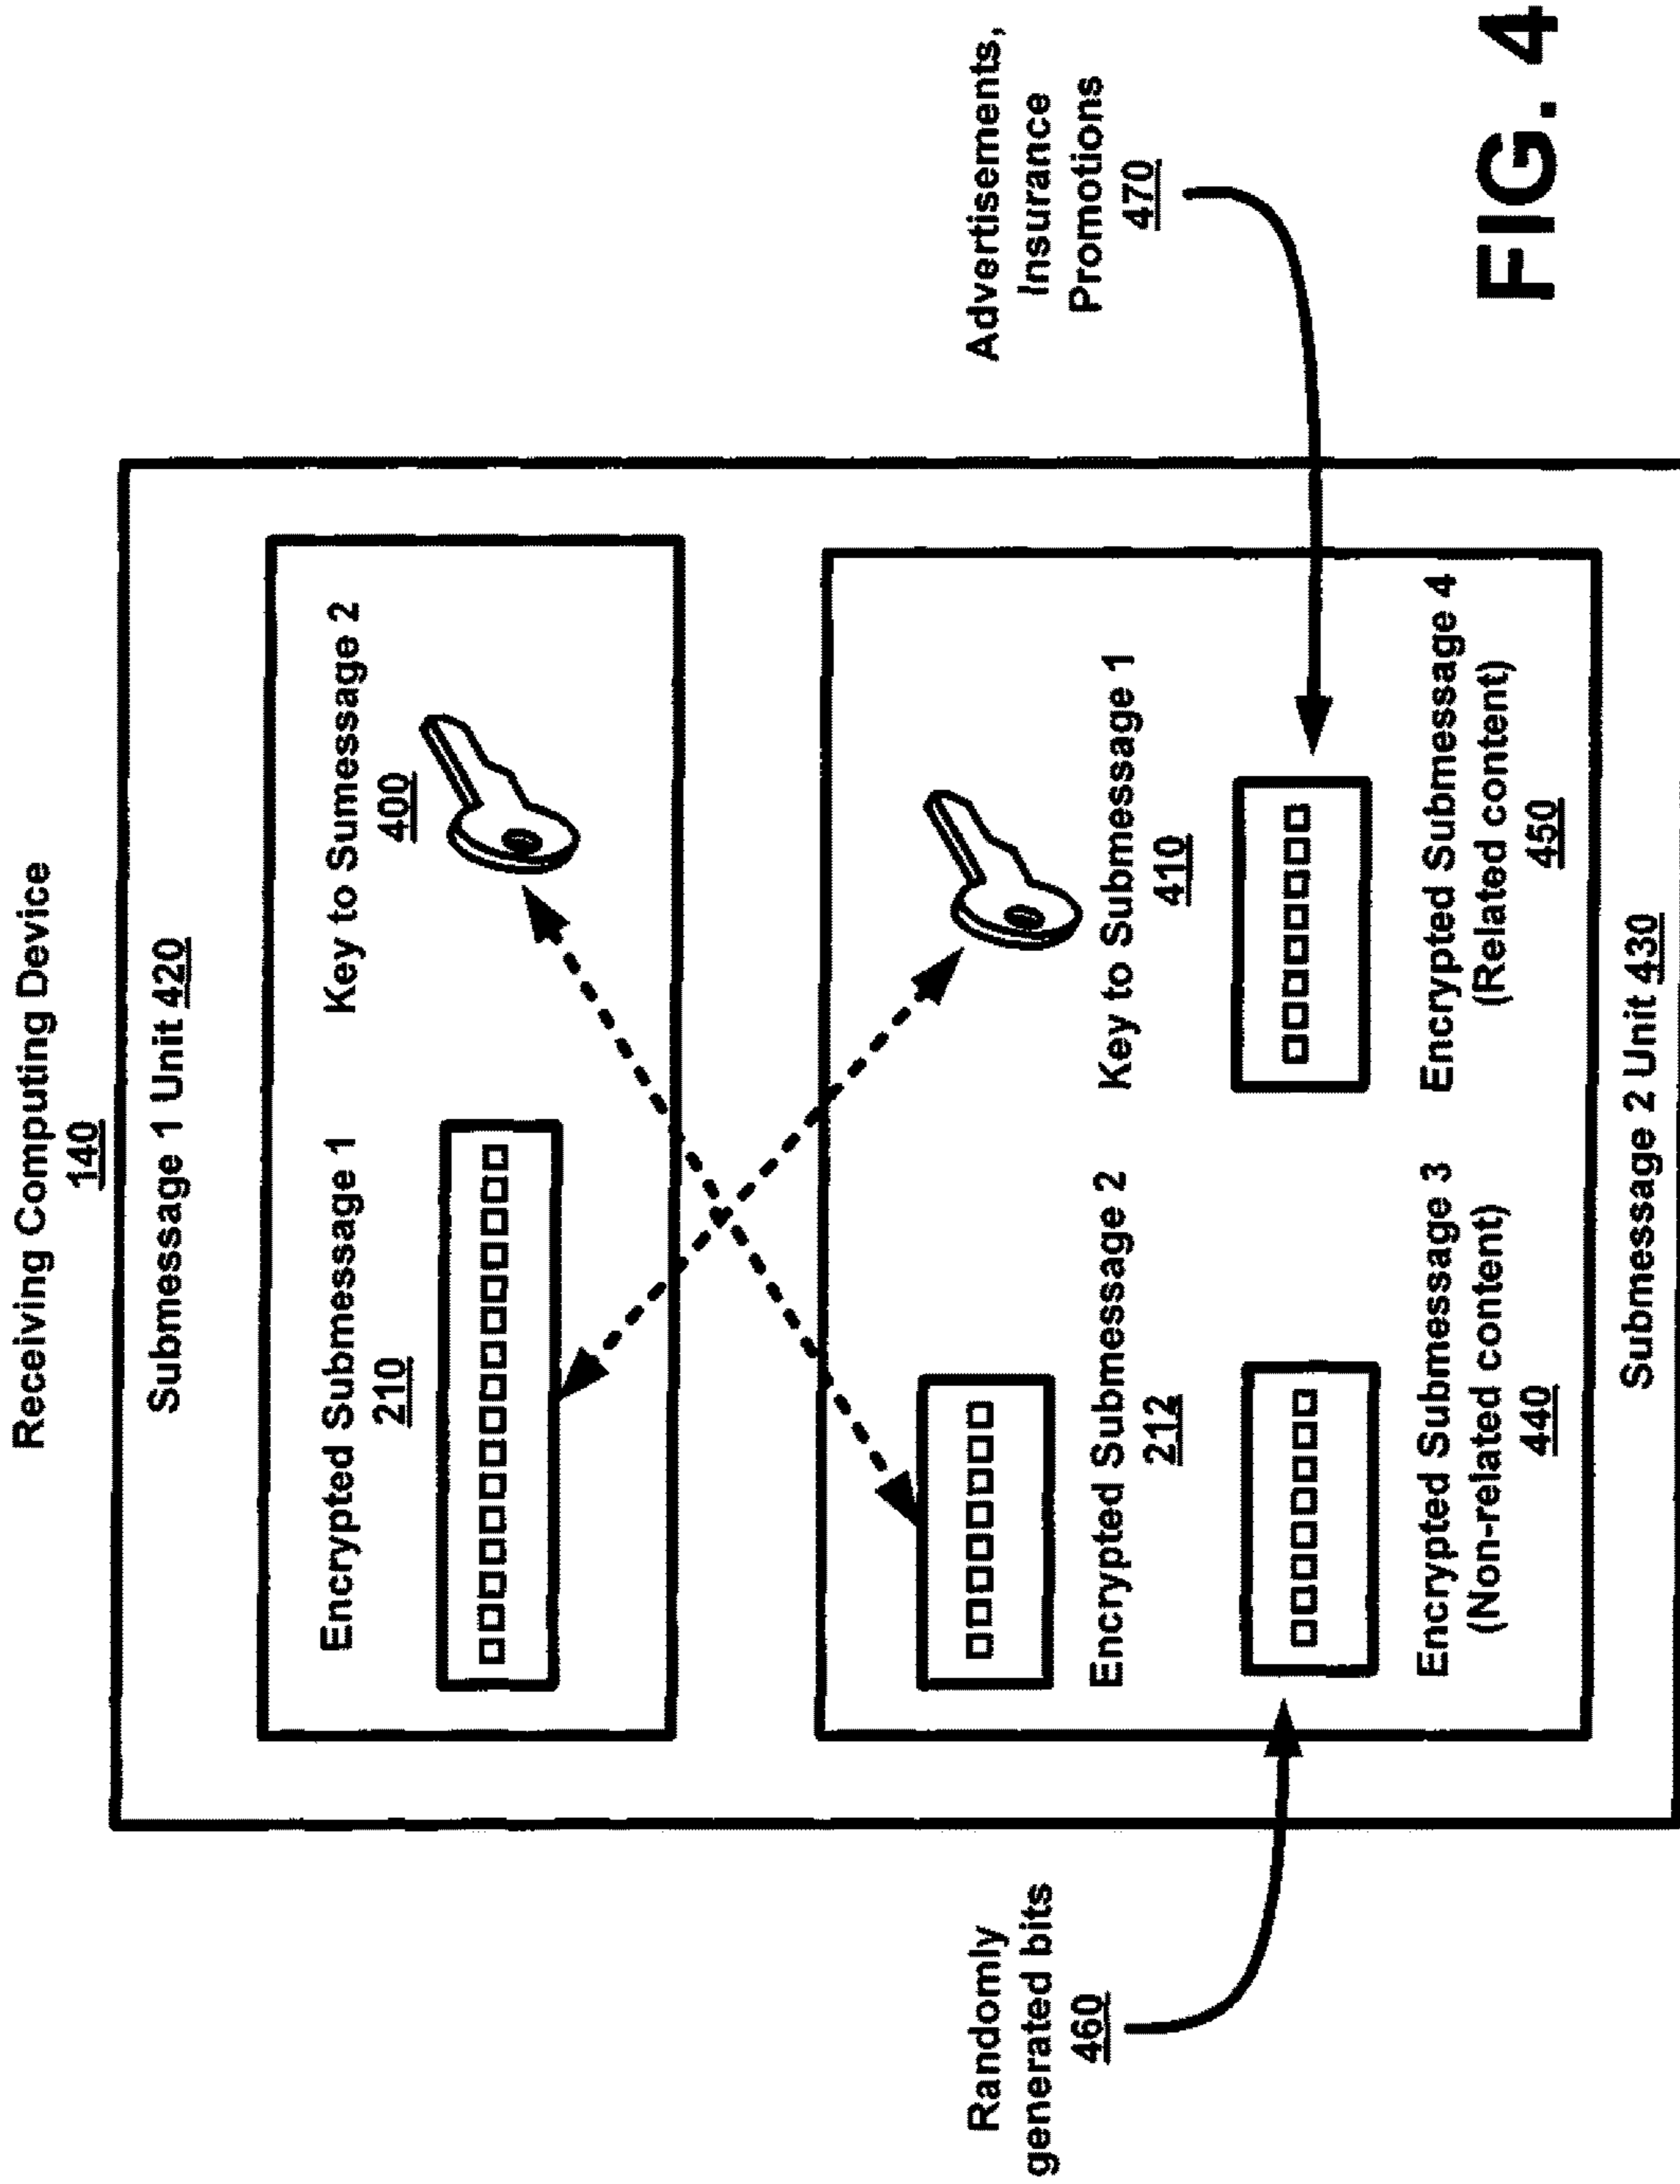 Receiving Computing Device
140
Submessage 1 Unit 420
Encrypted Submessage 1
210
Key to Sumessage 2
400
Encrypted Submessage 2
212
Key to Submessage 1
410
Encrypted Submessage 3
(Non-related content)
440
Encrypted Submessage 4
(Related content)
450
Submessage 2 Unit 430
Randomly
generated bits
460
Advertisements,
Insurance
Promotions
470
FIG. 4